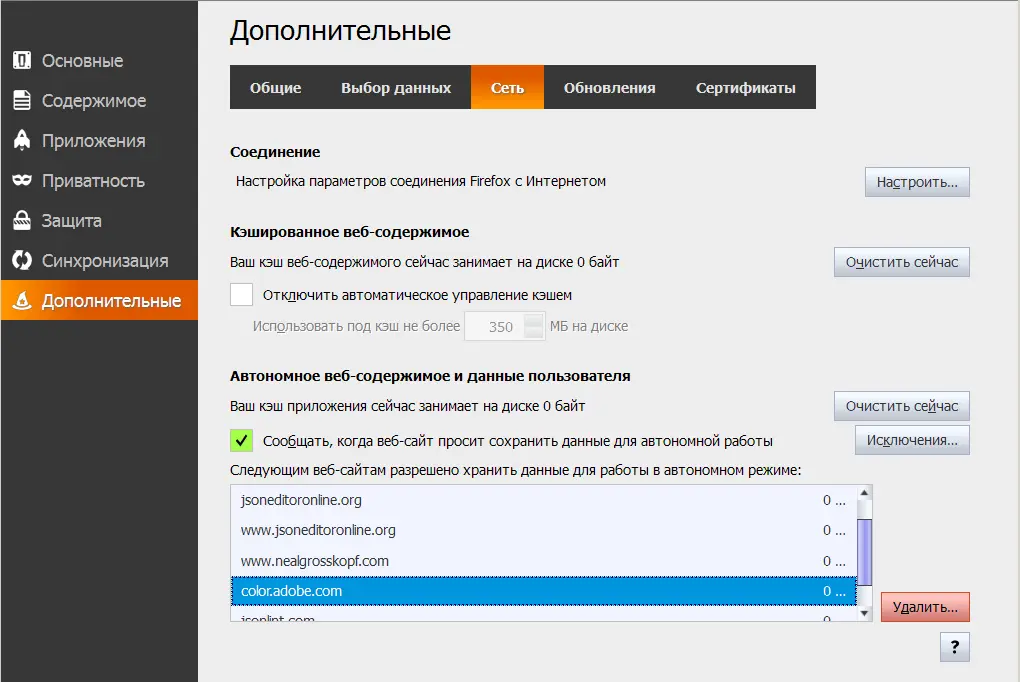 Дополнительные
Основные
Содержимое
Приложения
Приватность
Защита
Синхронизация
Дополнительные
Общие Выбор данных Сеть Обновления Сертификаты
Соединение
Настройка параметров соединения Firefox с Интернетом Настроить...
Кэшированное веб-содержимое
Ваш кэш веб-содержимого сейчас занимает на диске 0 байт Очистить сейчас
Отключить автоматическое управление кэшем
Использовать под кэш не более 350 МБ на диске
Автономное веб-содержимое и данные пользователя
Ваш кэш приложения сейчас занимает на диске 0 байт Очистить сейчас
Сообщать, когда веб-сайт просит сохранить данные для автономной работы Исключения...
Следующим веб-сайтам разрешено хранить данные для работы в автономном режиме:
jsoneditoronline.org 0 ...
www.jsoneditoronline.org 0 ...
www.nealgrosskopf.com 0 ...
color.adobe.com 0 ...
jsonlint.com 0
Удалить...
?